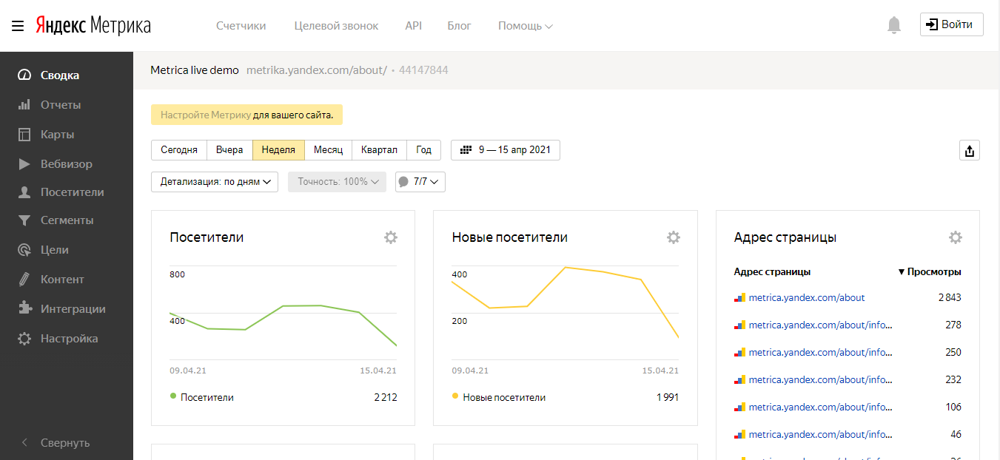 Яндекс Метрика
Счетчики Целевой звонок API Блог Помощь
Войти
Сводка
Отчеты
Карты
Вебвизор
Посетители
Сегменты
Цели
Контент
Интеграции
Настройка
Свернуть
Metrica live demo metrika.yandex.com/about/ • 44147844
Настройте Метрику для вашего сайта.
Сегодня Вчера Неделя Месяц Квартал Год 9 — 15 апр 2021
Детализация: по дням Точность: 100% 7/7
Посетители
800
400
09.04.21 15.04.21
Посетители 2 212
Новые посетители
400
200
09.04.21 15.04.21
Новые посетители 1 991
Адрес страницы
Адрес страницы ▼ Просмотры
metrica.yandex.com/about 2 843
metrica.yandex.com/about/info... 278
metrica.yandex.com/about/info... 250
metrica.yandex.com/about/info... 232
metrica.yandex.com/about/info... 106
metrica.yandex.com/about/info... 46